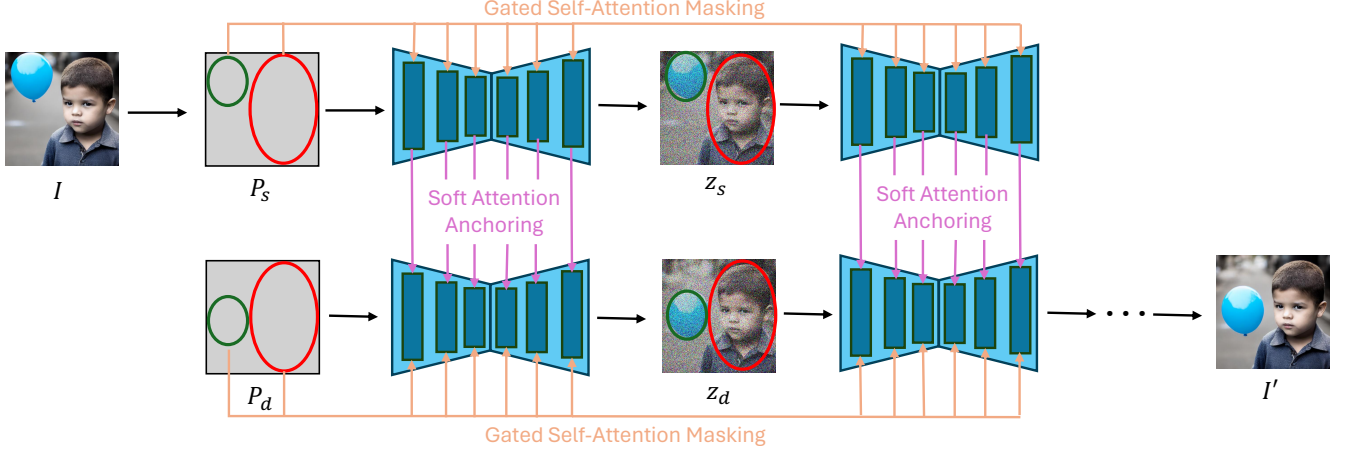 Gated Self-Attention Masking
I
P_s
z_s
Soft Attention
Anchoring
Soft Attention
Anchoring
P_d
z_d
I'
Gated Self-Attention Masking